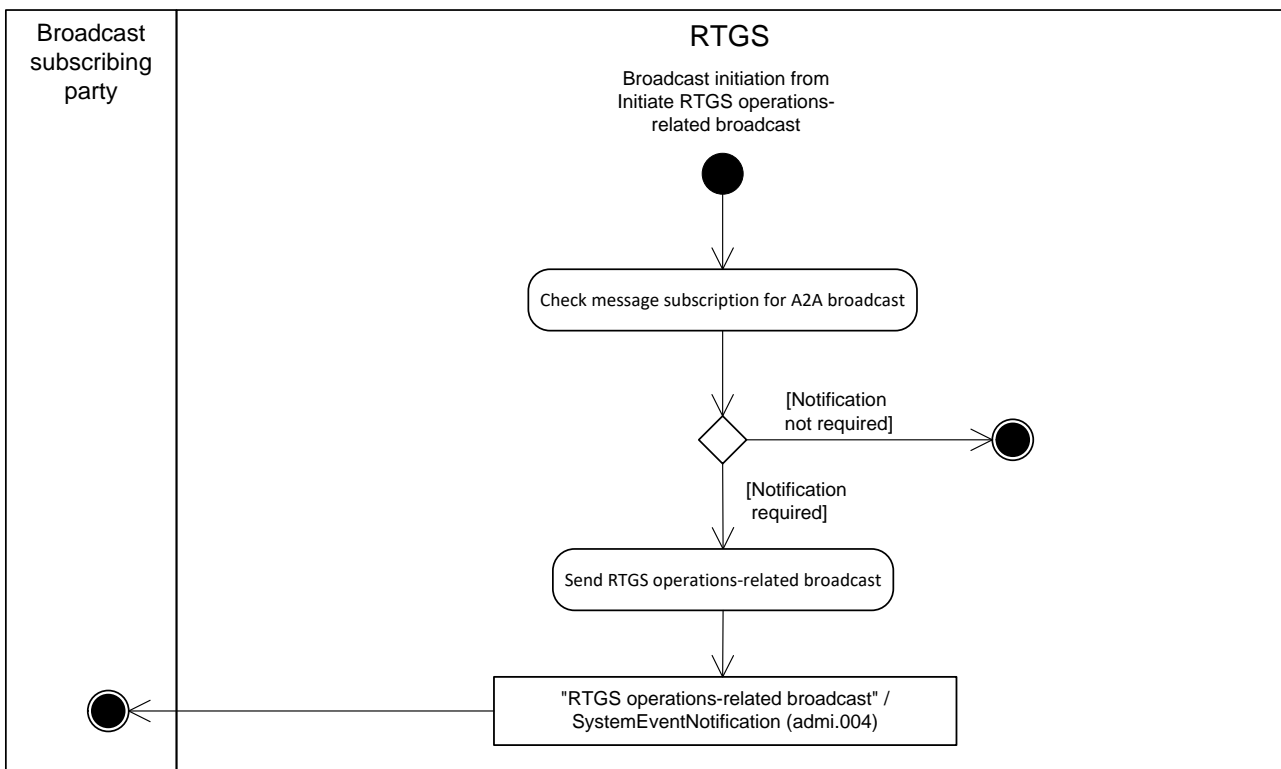 Broadcast
subscribing
party
RTGS
Broadcast initiation from
Initiate RTGS operations-
related broadcast
Check message subscription for A2A broadcast
[Notification
not required]
[Notification
required]
Send RTGS operations-related broadcast
"RTGS operations-related broadcast" /
SystemEventNotification (admi.004)